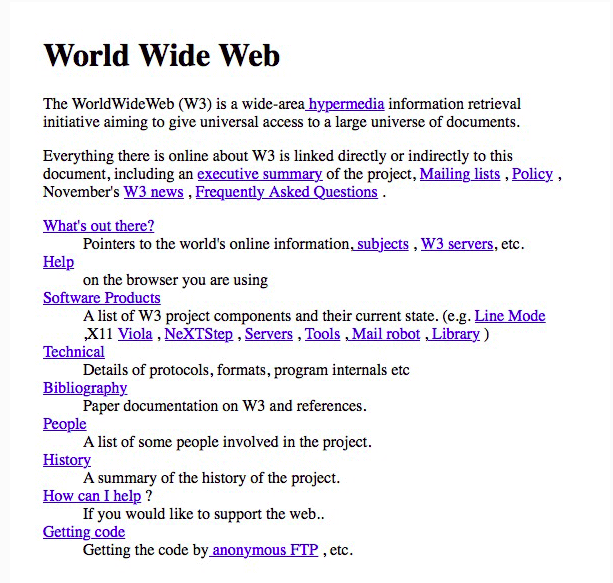 World Wide Web
The WorldWideWeb (W3) is a wide-area hypermedia information retrieval
initiative aiming to give universal access to a large universe of documents.
Everything there is online about W3 is linked directly or indirectly to this
document, including an executive summary of the project, Mailing lists , Policy ,
November's W3 news , Frequently Asked Questions .
What's out there?
Pointers to the world's online information, subjects , W3 servers, etc.
Help
on the browser you are using
Software Products
A list of W3 project components and their current state. (e.g. Line Mode
,X11 Viola , NeXTStep , Servers , Tools , Mail robot , Library )
Technical
Details of protocols, formats, program internals etc
Bibliography
Paper documentation on W3 and references.
People
A list of some people involved in the project.
History
A summary of the history of the project.
How can I help ?
If you would like to support the web..
Getting code
Getting the code by anonymous FTP , etc.